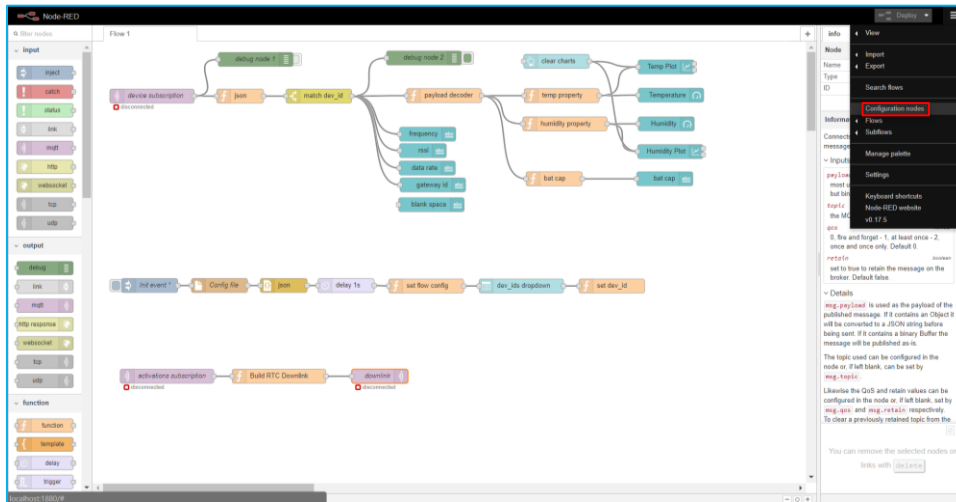 Node-RED
Deploy
filter nodes
Flow 1
info
input
inject
catch
status
link
mqtt
http
websocket
tcp
udp
output
debug
link
mqtt
http response
websocket
tcp
udp
function
function
template
delay
trigger
debug node 1
debug node 2
device subscription
disconnected
json
match dev_id
payload decoder
clear charts
Temp Plot
temp property
Temperature
humidity property
Humidity
Humidity Plot
bat cap
bat cap
frequency
rssi
data rate
gateway id
blank space
Init event *
Config file
json
delay 1s
set flow config
dev_ids dropdown
set dev_id
activations subscription
disconnected
Build RTC Downlink
downlink
disconnected
Node
Name
Type
ID
View
Import
Export
Search flows
Configuration nodes
Flows
Subflows
Manage palette
Settings
Keyboard shortcuts
Node-RED website
v0.17.5
Connects
message
Inputs
most
but
the
qos
0, fire and forget - 1, at least once - 2,
once and once only. Default 0.
retain boolean
set to true to retain the message on the
broker. Default false.
Details
msg.payload is used as the payload of the
published message. If it contains an Object it
will be converted to a JSON string before
being sent. If it contains a binary Buffer the
message will be published as-is.
The topic used can be configured in the
node or, if left blank, can be set by
msg.topic.
Likewise the QoS and retain values can be
configured in the node or, if left blank, set by
msg.qos and msg.retain respectively.
To clear a previously retained topic from the
You can remove the selected nodes or
links with delete
localhost:1880/#